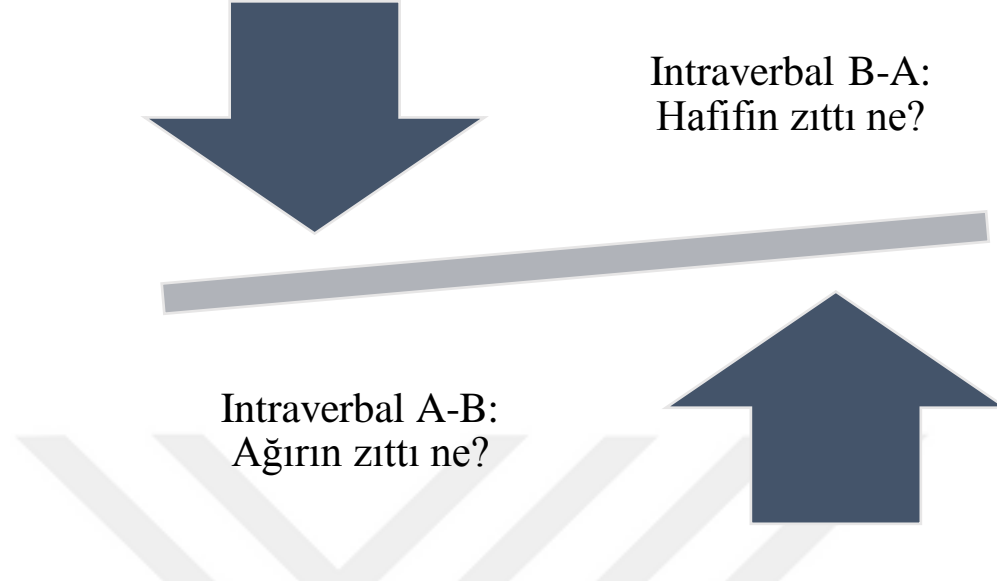 Intraverbal B-A:
Hafifin zıttı ne?
Intraverbal A-B:
Ağırın zıttı ne?